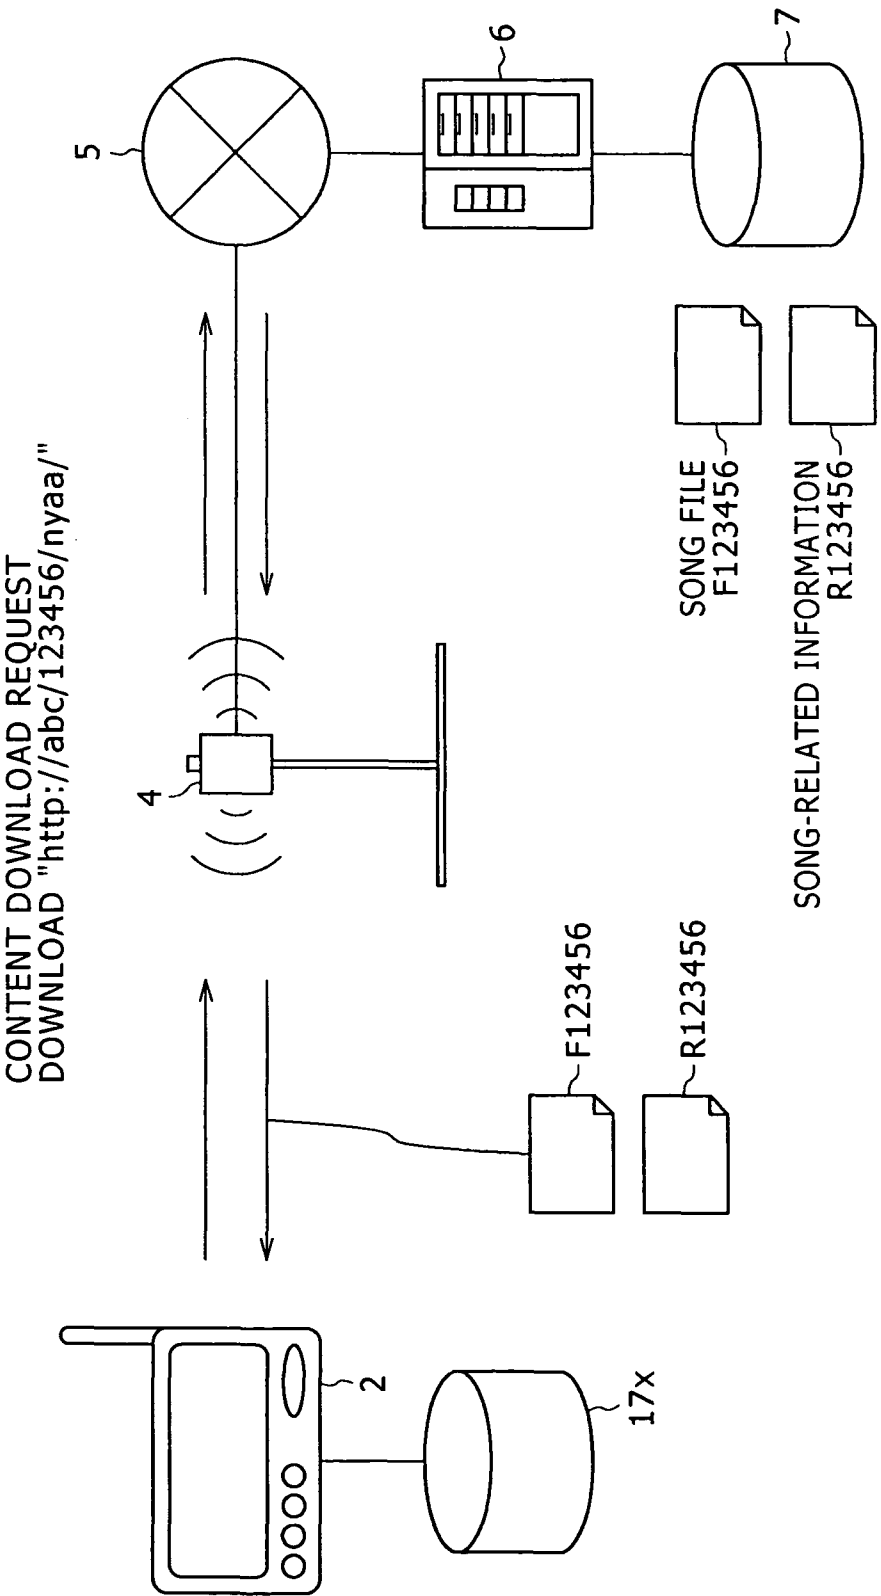 CONTENT DOWNLOAD REQUEST
DOWNLOAD "http://abc/123456/nyaa/"
4
5
6
7
SONG FILE
F123456
SONG-RELATED INFORMATION
R123456
F123456
R123456
2
17x